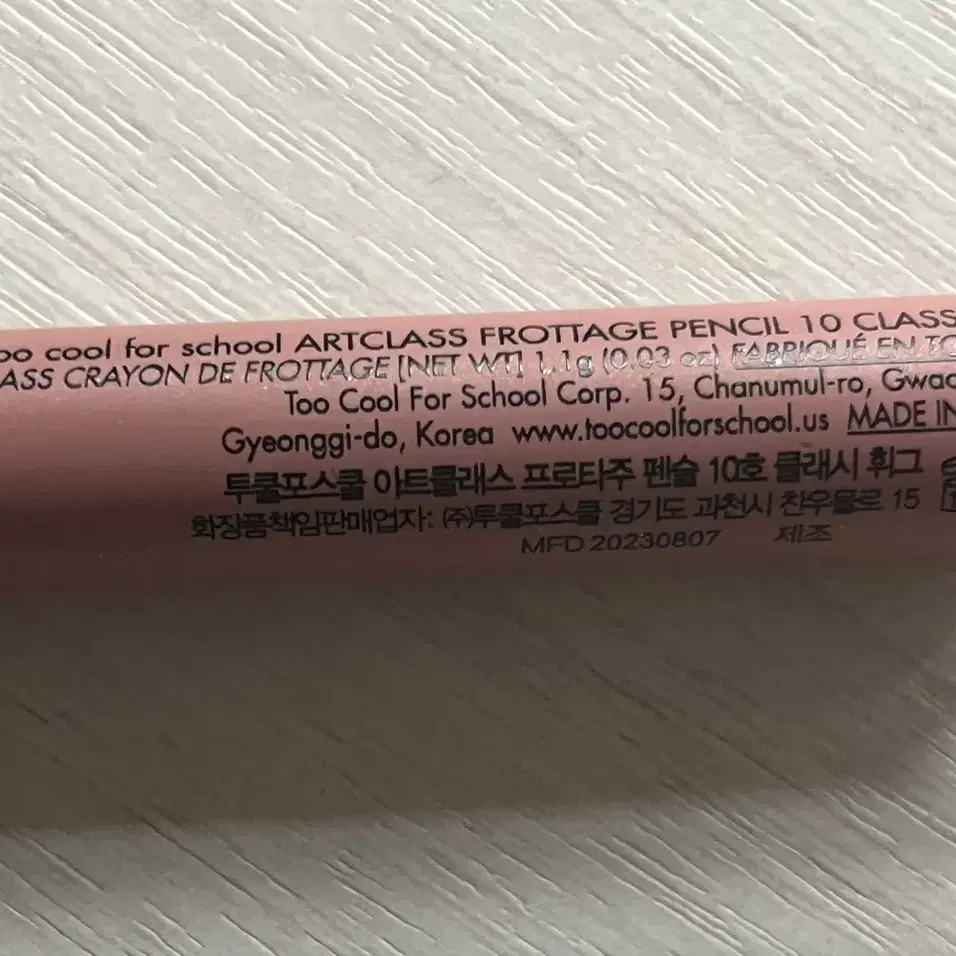 oo cool for school ARTCLASS FROTTAGE PENCIL 10 CLASS
ASS CRAYON DE FROTTAGE [NET WT] 1.1g (0.03 oz) FABRIQUÉ EN
Too Cool For School Corp. 15, Chanumul-ro, Gwac
Gyeonggi-do, Korea www.toocoolforschool.us MADE IN
투쿨포스쿨 아트클래스 프로타주 펜슬 10호 클래시 휘그
화장품책임판매업자: (주)투쿨포스쿨 경기도 과천시 찬우물로 15
MFD 20230807 제조